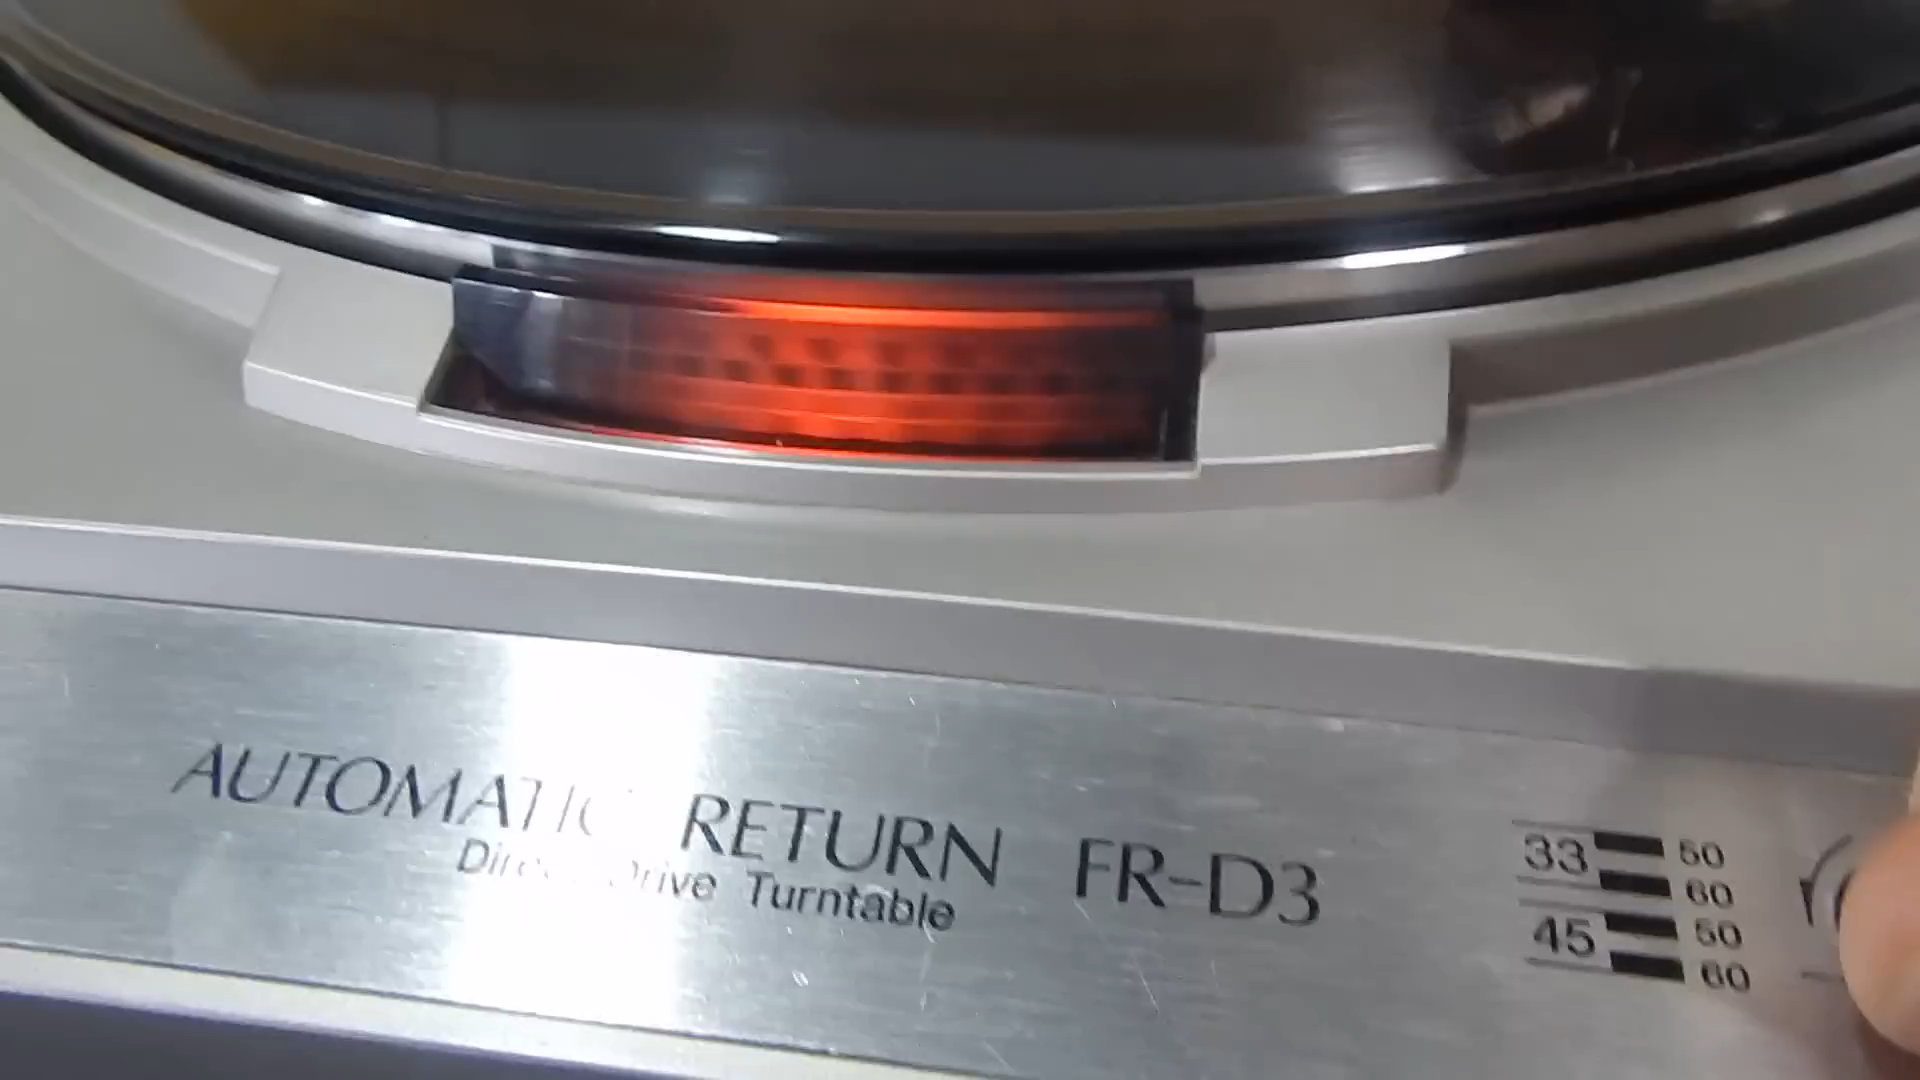 AUTOMATIC RETURN FR-D3
Direct Drive Turntable
33 50
60
45 50
60